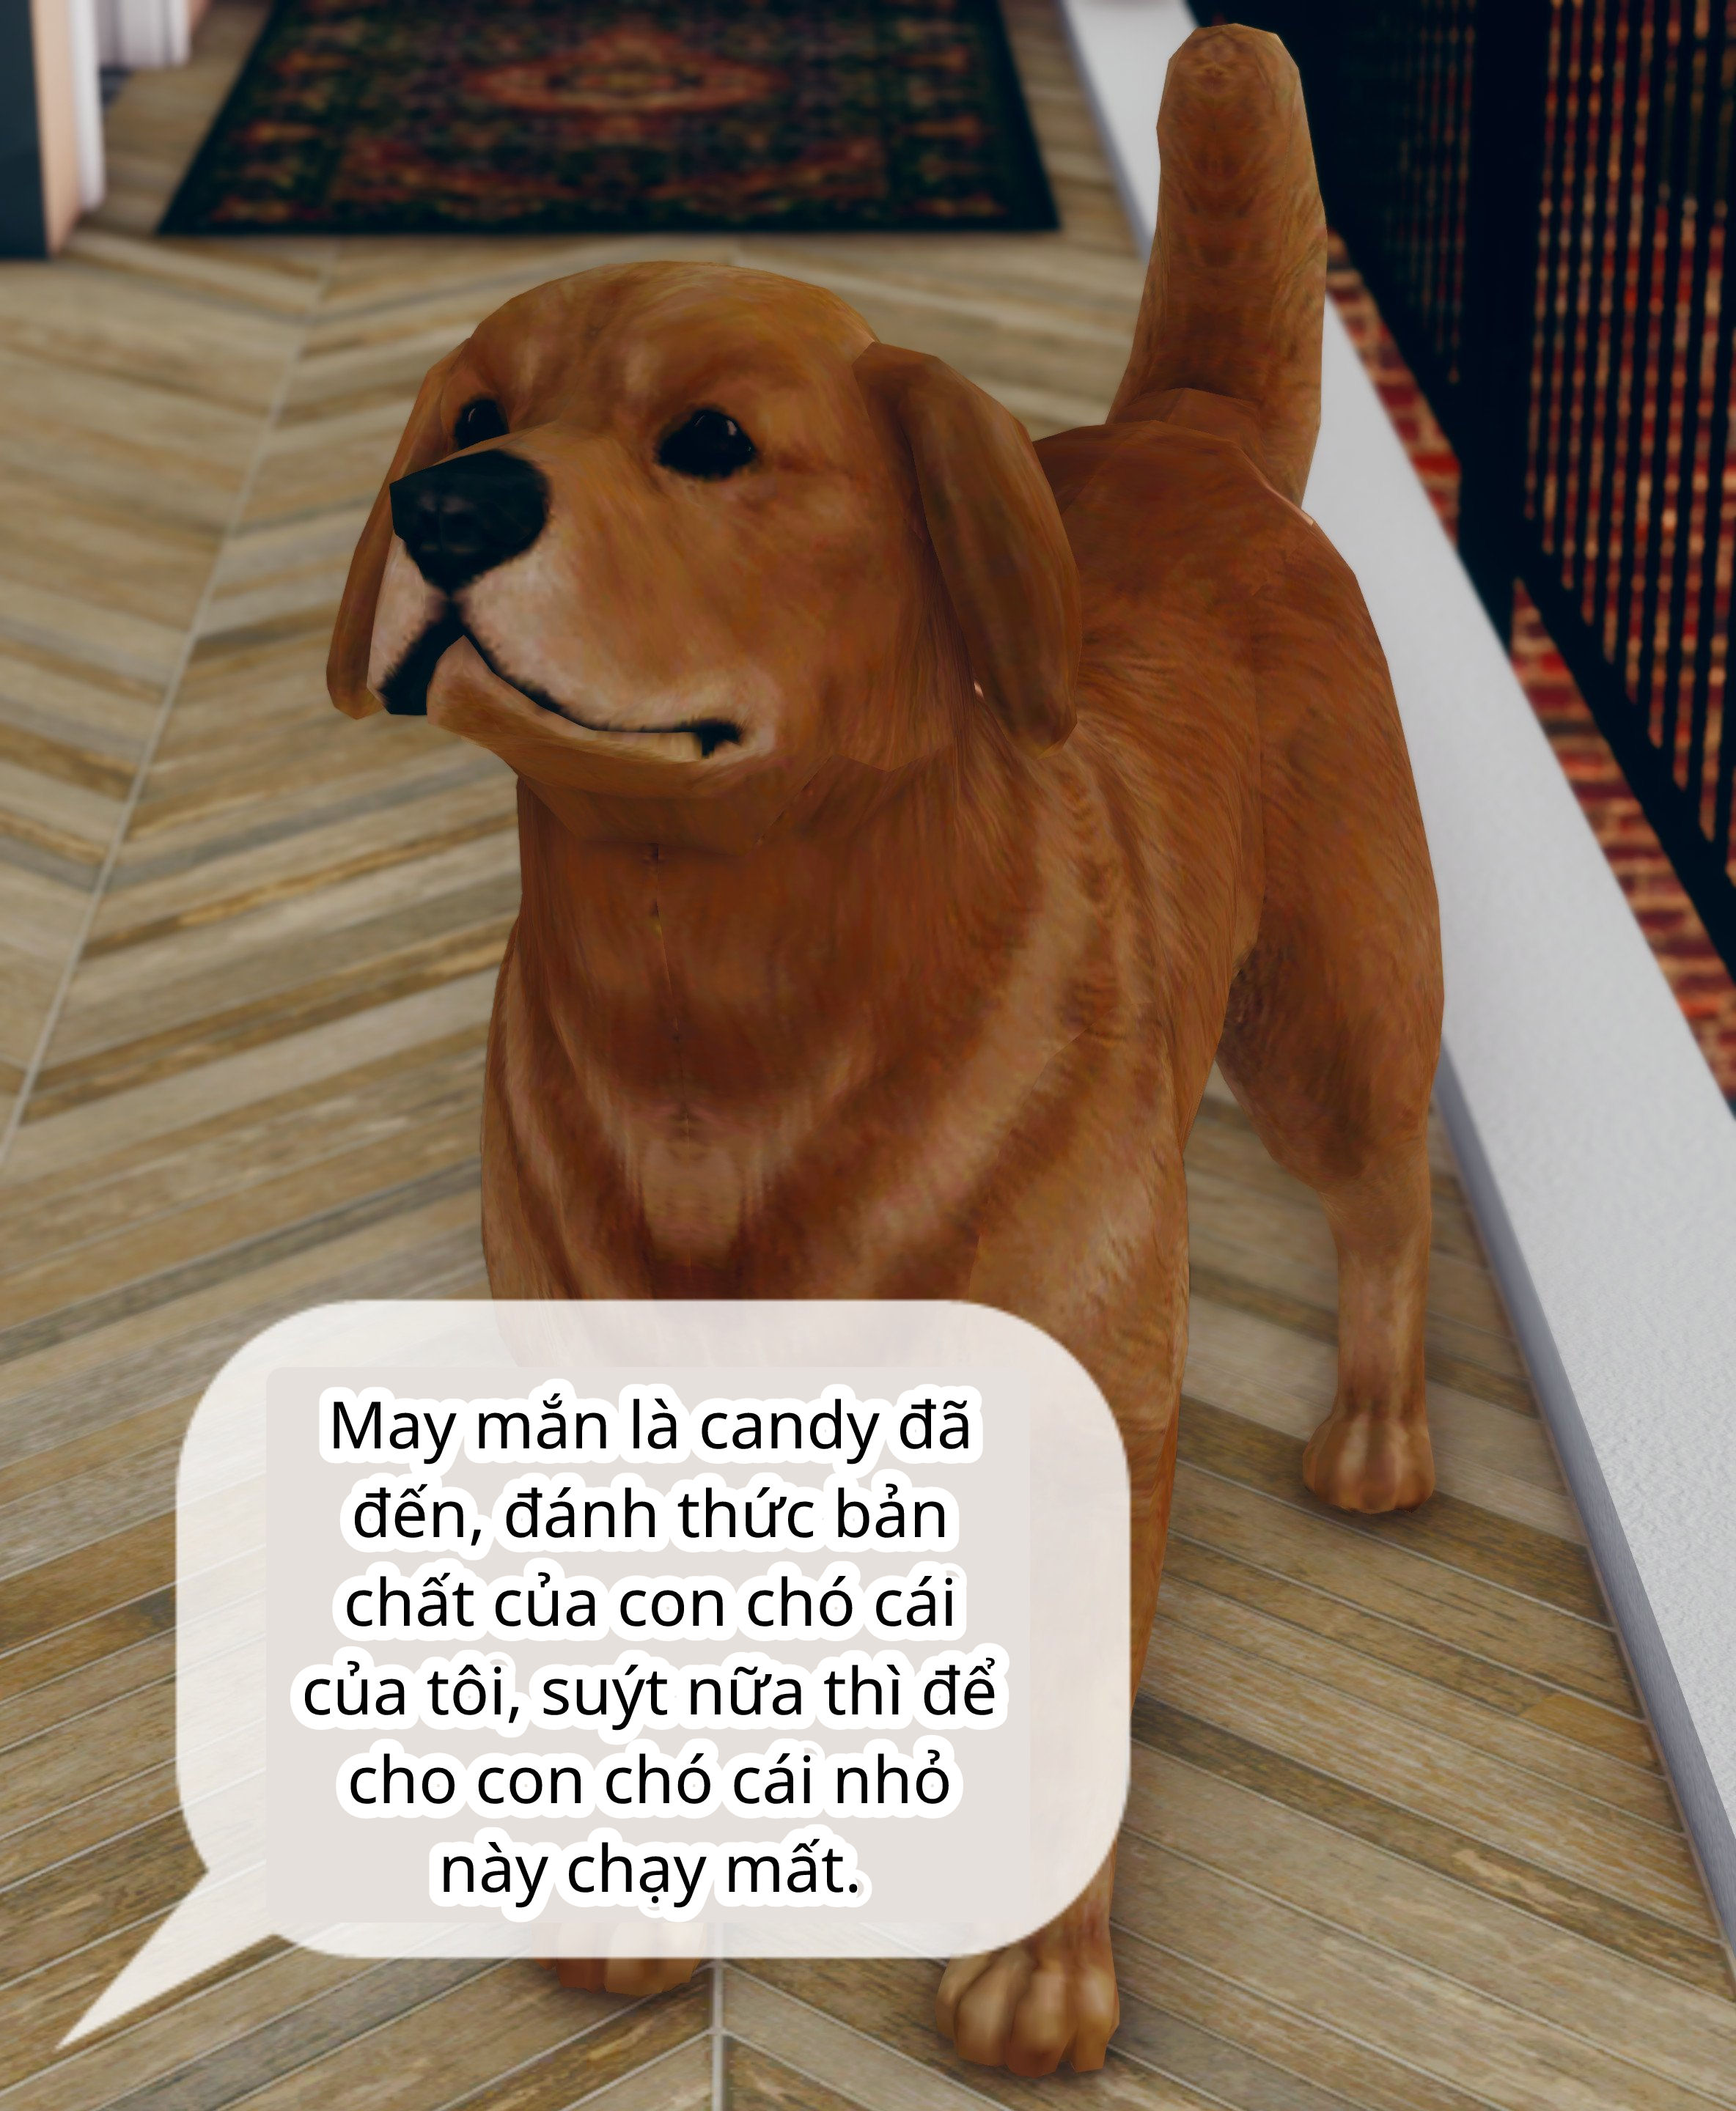 May mắn là candy đã
đến, đánh thức bản
chất của con chó cái
của tôi, suýt nữa thì để
cho con chó cái nhỏ
này chạy mất.